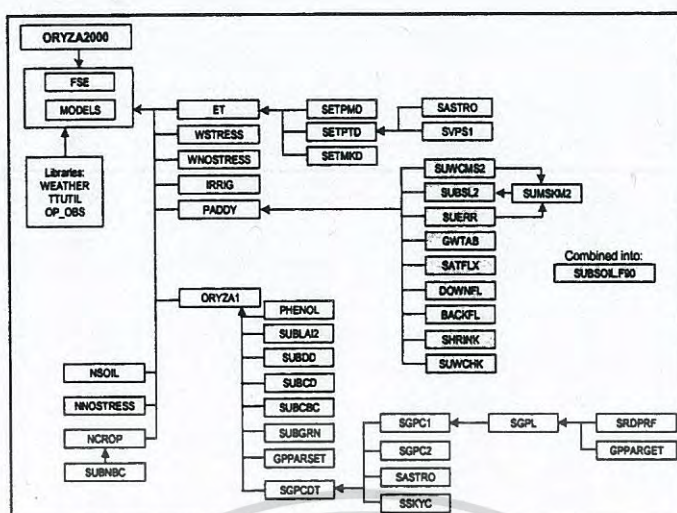 ORYZA2000
FSE
MODELS
Libraries:
WEATHER
TTUTIL
OP_OBS
ET
WSTRESS
WNOSTRESS
IRRIG
PADDY
SETPMD
SETPTD
SETMKD
SASTRO
SVPS1
SUWCMS2
SUBSL2
SUERR
SUMSKM2
GWTAB
SATFLX
DOWNFL
BACKFL
SHRINK
SUWCHK
Combined into:
SUBSOIL.F90
ORYZA1
PHENOL
SUBLAI2
SUBDD
SUBCD
SUBCBC
SUBGRN
GPPARSET
SGPCDT
NSOIL
NNOSTRESS
NCROP
SUBNBC
SGPC1
SGPC2
SASTRO
SSKYC
SGPL
SRDPRF
GPPARGET